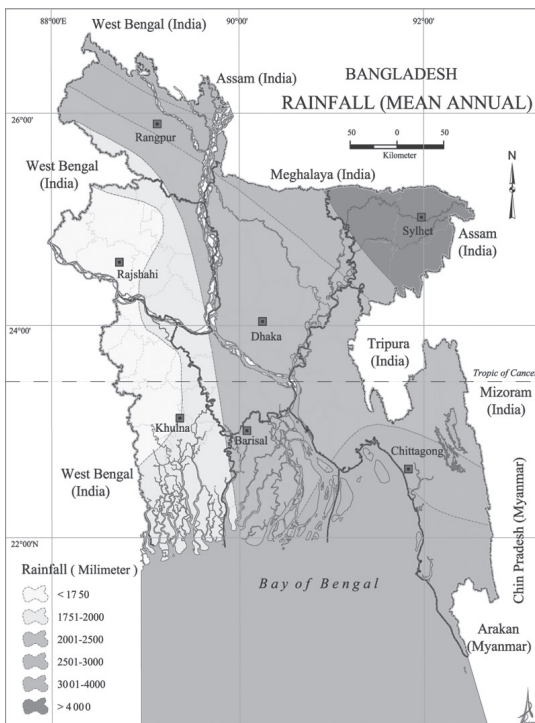 88°00'E
90°00'
92°00'
West Bengal (India)
Assam (India)
BANGLADESH
RAINFALL (MEAN ANNUAL)
50 0 50
Kilometer
26°00'
Rangpur
West Bengal
(India)
Meghalaya (India)
N
Sylhet
Assam
(India)
Rajshahi
24°00'
Dhaka
Tripura
(India)
Tropic of Cancer
Mizoram
(India)
Khulna
Barisal
Chittagong
West Bengal
(India)
Chin Pradesh (Myanmar)
22°00'N
Bay of Bengal
Rainfall ( Milimeter )
< 1750
1751-2000
2001-2500
2501-3000
3001-4000
> 4000
Arakan
(Myanmar)